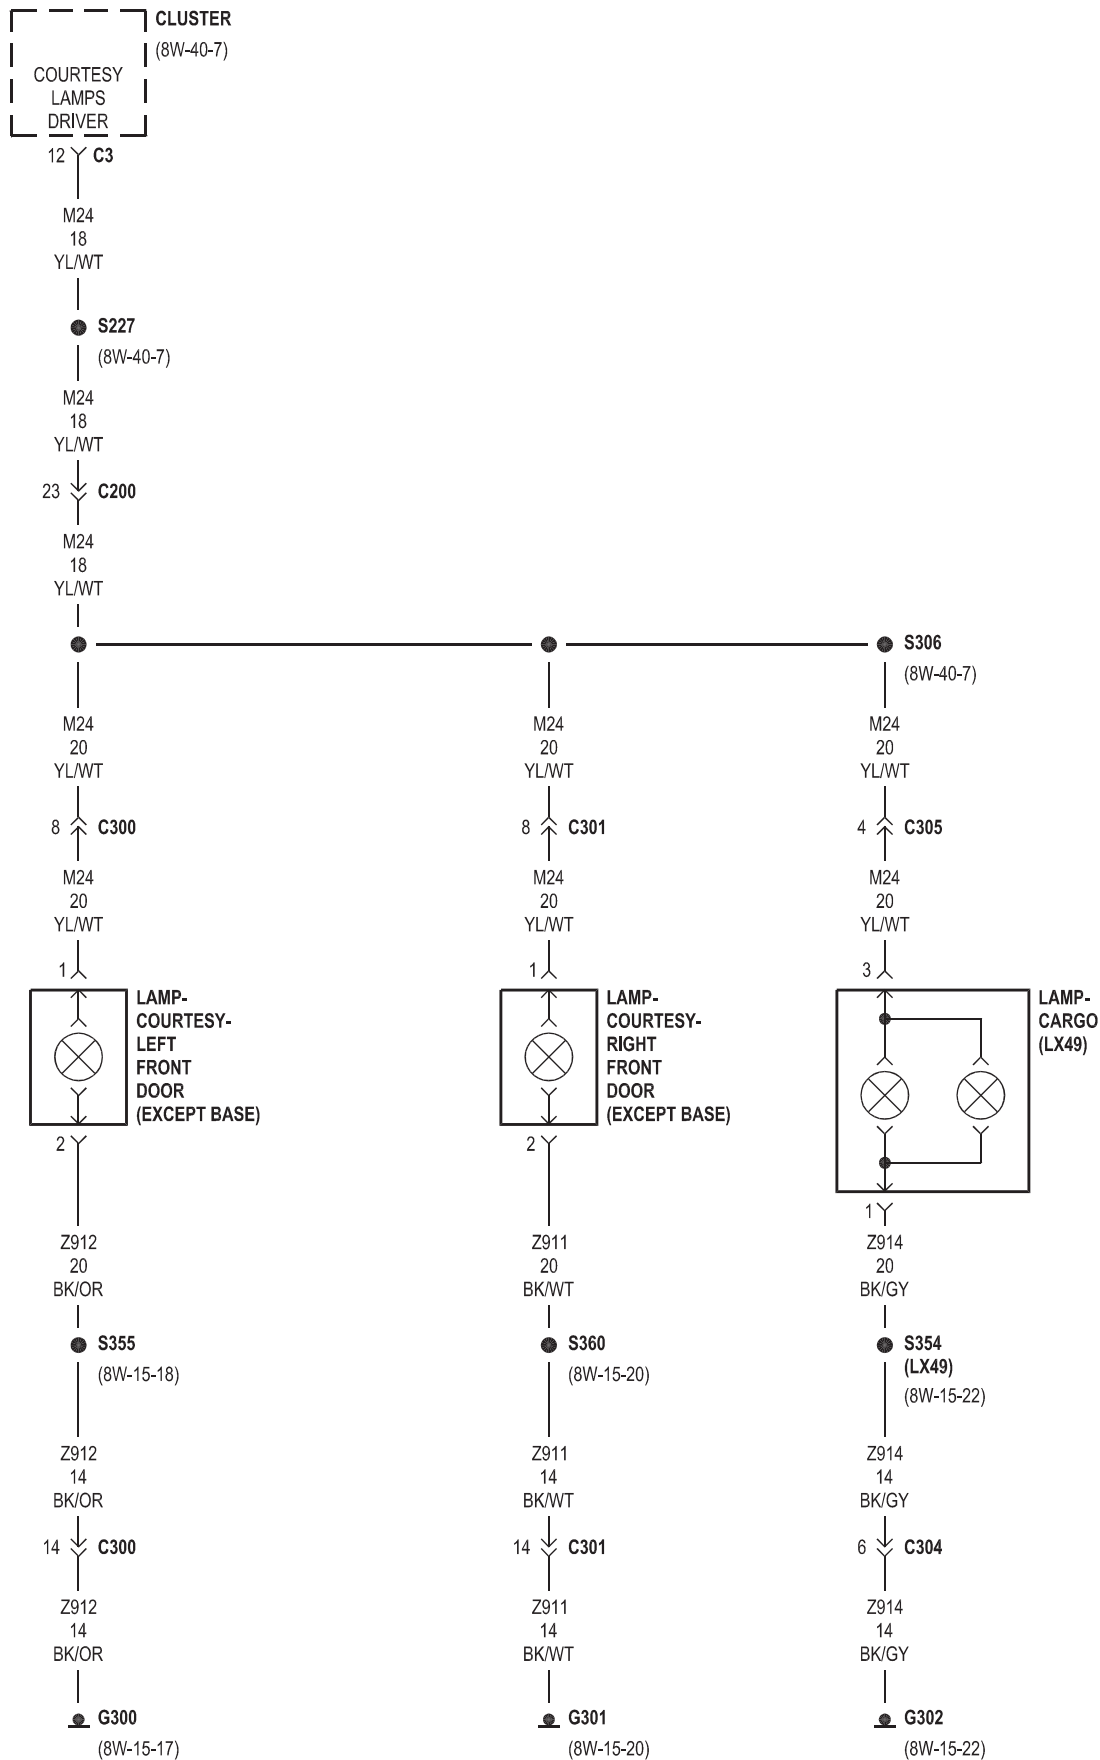 CLUSTER
(8W-40-7)
COURTESY
LAMPS
DRIVER
12 C3
M24
18
YL/WT
S227
(8W-40-7)
M24
18
YL/WT
23 C200
M24
18
YL/WT
S306
(8W-40-7)
M24 M24 M24
20 20 20
YL/WT YL/WT YL/WT
8 C300 8 C301 4 C305
M24 M24 M24
20 20 20
YL/WT YL/WT YL/WT
1 1 3
LAMP-
COURTESY-
LEFT
FRONT
DOOR
(EXCEPT BASE)
LAMP-
COURTESY-
RIGHT
FRONT
DOOR
(EXCEPT BASE)
LAMP-
CARGO
(LX49)
2 2
1
Z912 Z911 Z914
20 20 20
BK/OR BK/WT BK/GY
S355 S360 S354
(LX49)
(8W-15-18) (8W-15-20)
(8W-15-22)
Z912 Z911 Z914
14 14 14
BK/OR BK/WT BK/GY
14 C300 14 C301 6 C304
Z912 Z911 Z914
14 14 14
BK/OR BK/WT BK/GY
G300 G301 G302
(8W-15-17) (8W-15-20) (8W-15-22)